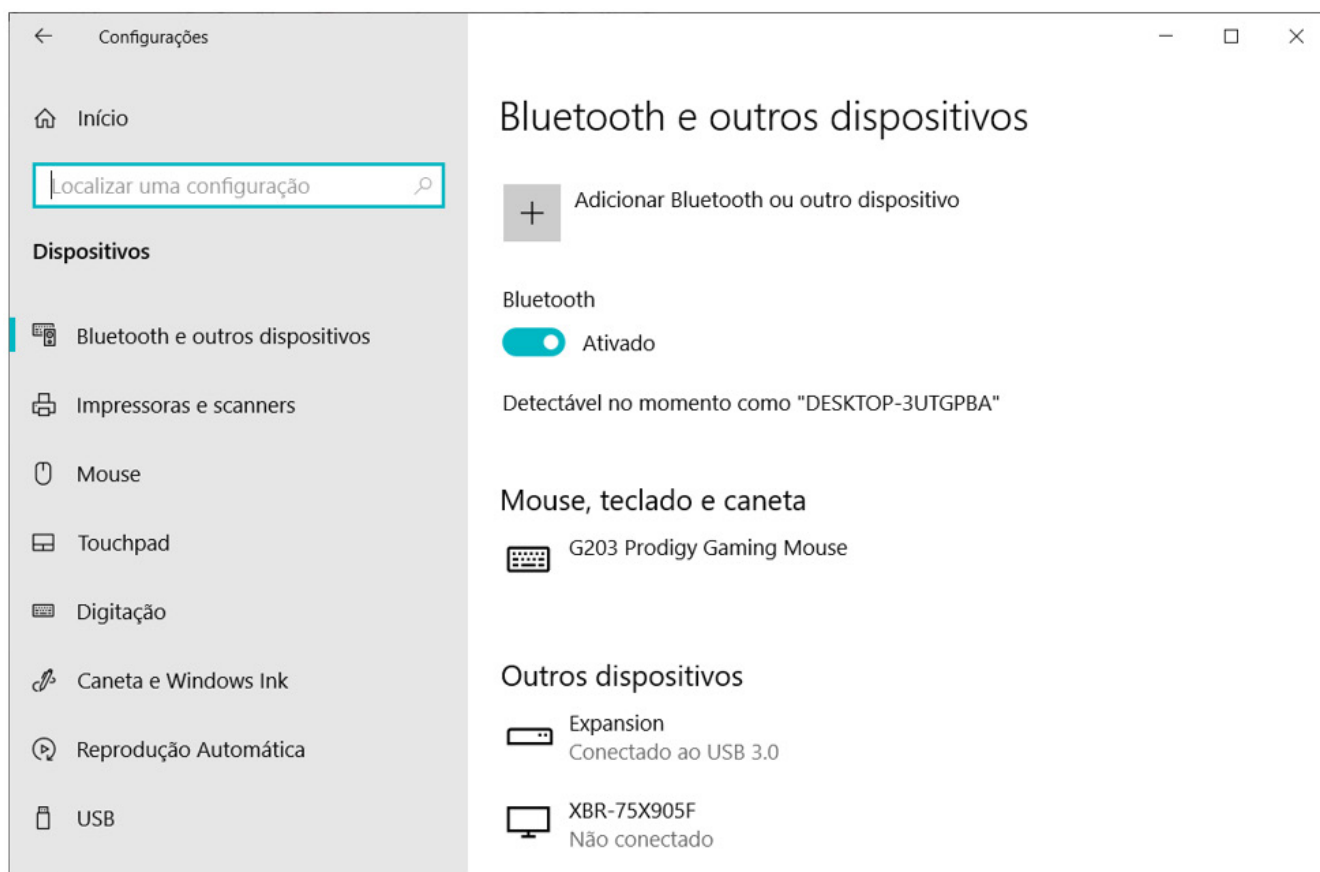 Configurações
Início
Localizar uma configuração
Dispositivos
Bluetooth e outros dispositivos
Impressoras e scanners
Mouse
Touchpad
Digitação
Caneta e Windows Ink
Reprodução Automática
USB
Bluetooth e outros dispositivos
Adicionar Bluetooth ou outro dispositivo
Bluetooth
Ativado
Detectável no momento como "DESKTOP-3UTGPBA"
Mouse, teclado e caneta
G203 Prodigy Gaming Mouse
Outros dispositivos
Expansion
Conectado ao USB 3.0
XBR-75X905F
Não conectado